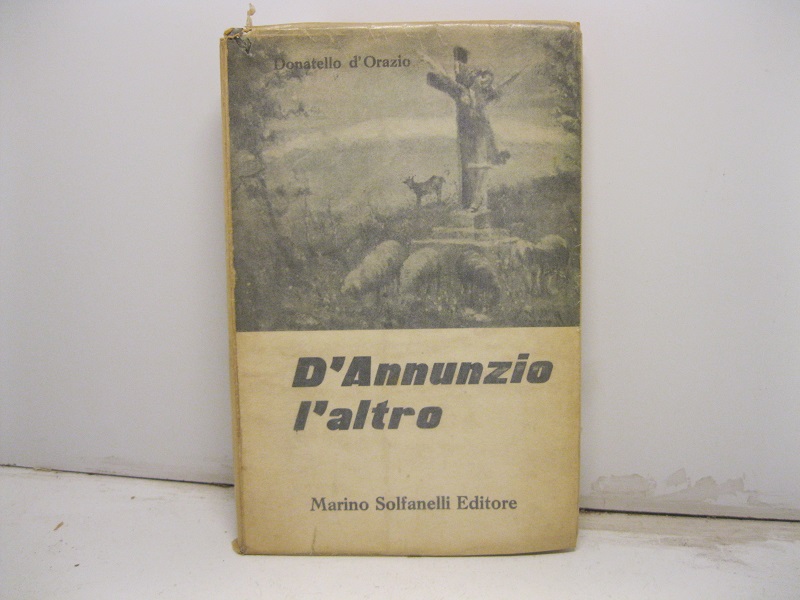 Donatello d'Orazio
D'Annunzio
l'altro
Marino Solfanelli Editore